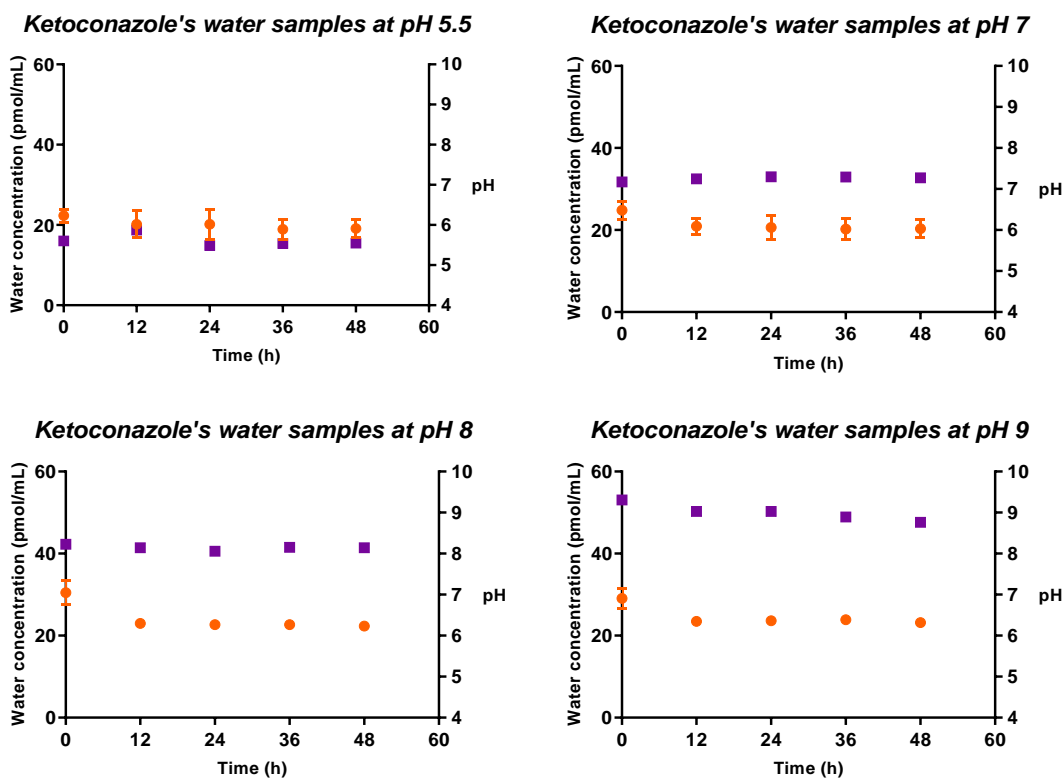 Ketoconazole's water samples at pH 5.5
Water concentration (pmol/mL)
60
40
20
0
10
9
8
7
6
5
4
pH
0 12 24 36 48 60
Time (h)
Ketoconazole's water samples at pH 7
Water concentration (pmol/mL)
60
40
20
0
10
9
8
7
6
5
4
pH
0 12 24 36 48 60
Time (h)
Ketoconazole's water samples at pH 8
Water concentration (pmol/mL)
60
40
20
0
10
9
8
7
6
5
4
pH
0 12 24 36 48 60
Time (h)
Ketoconazole's water samples at pH 9
Water concentration (pmol/mL)
60
40
20
0
10
9
8
7
6
5
4
pH
0 12 24 36 48 60
Time (h)